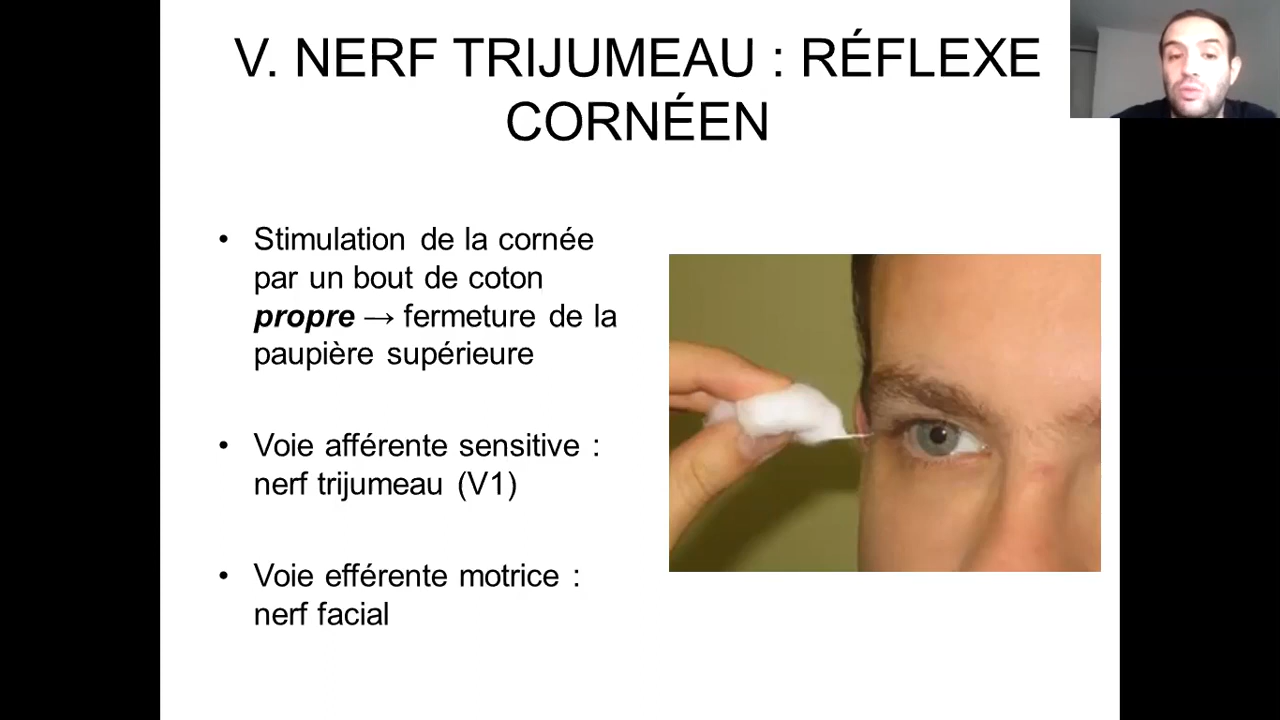 V. NERF TRIJUMEAU : RÉFLEXE
CORNÉEN
• Stimulation de la cornée
par un bout de coton
propre → fermeture de la
paupière supérieure
• Voie afférente sensitive :
nerf trijumeau (V1)
• Voie efférente motrice :
nerf facial